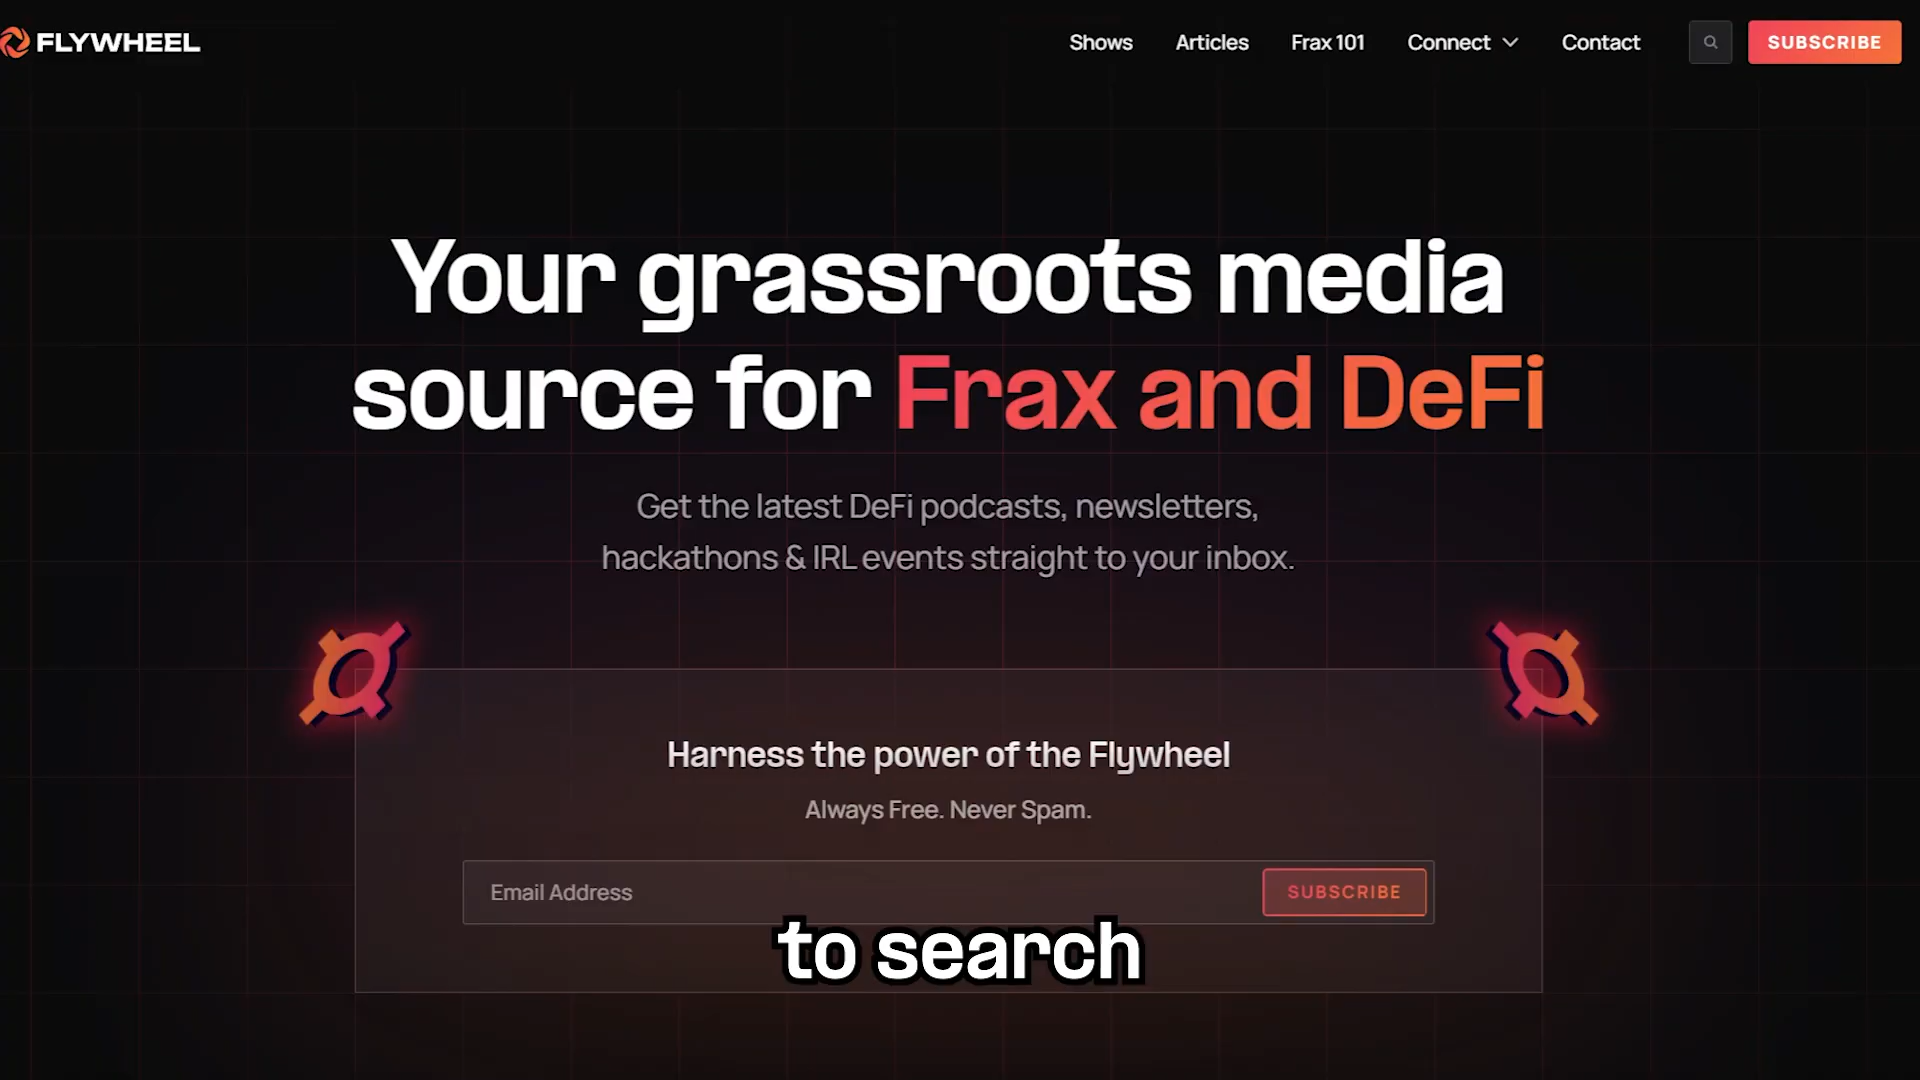 FLYWHEEL
Shows Articles Frax 101 Connect Contact SUBSCRIBE
Your grassroots media
source for Frax and DeFi
Get the latest DeFi podcasts, newsletters,
hackathons & IRL events straight to your inbox.
Harness the power of the Flywheel
Always Free. Never Spam.
Email Address SUBSCRIBE
to search